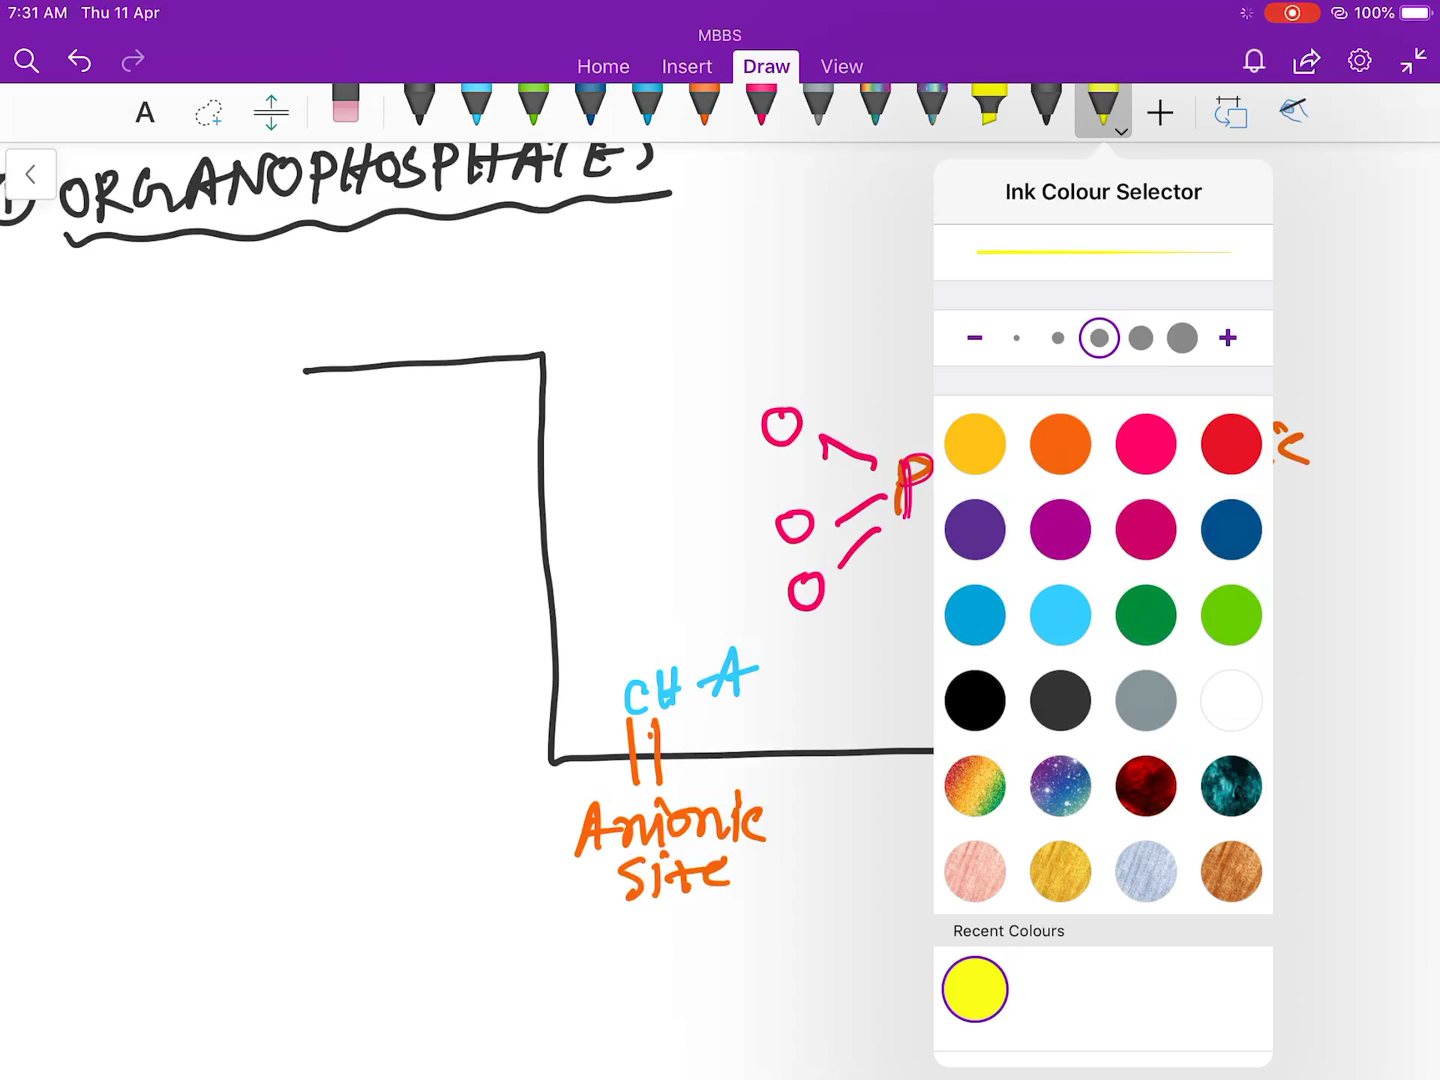 7:31 AM Thu 11 Apr
100%
MBBS
Home Insert Draw View
A
ORGANOPHOSPHATES
Ink Colour Selector
O
P
O
O
CH A
Anionic
Site
Recent Colours